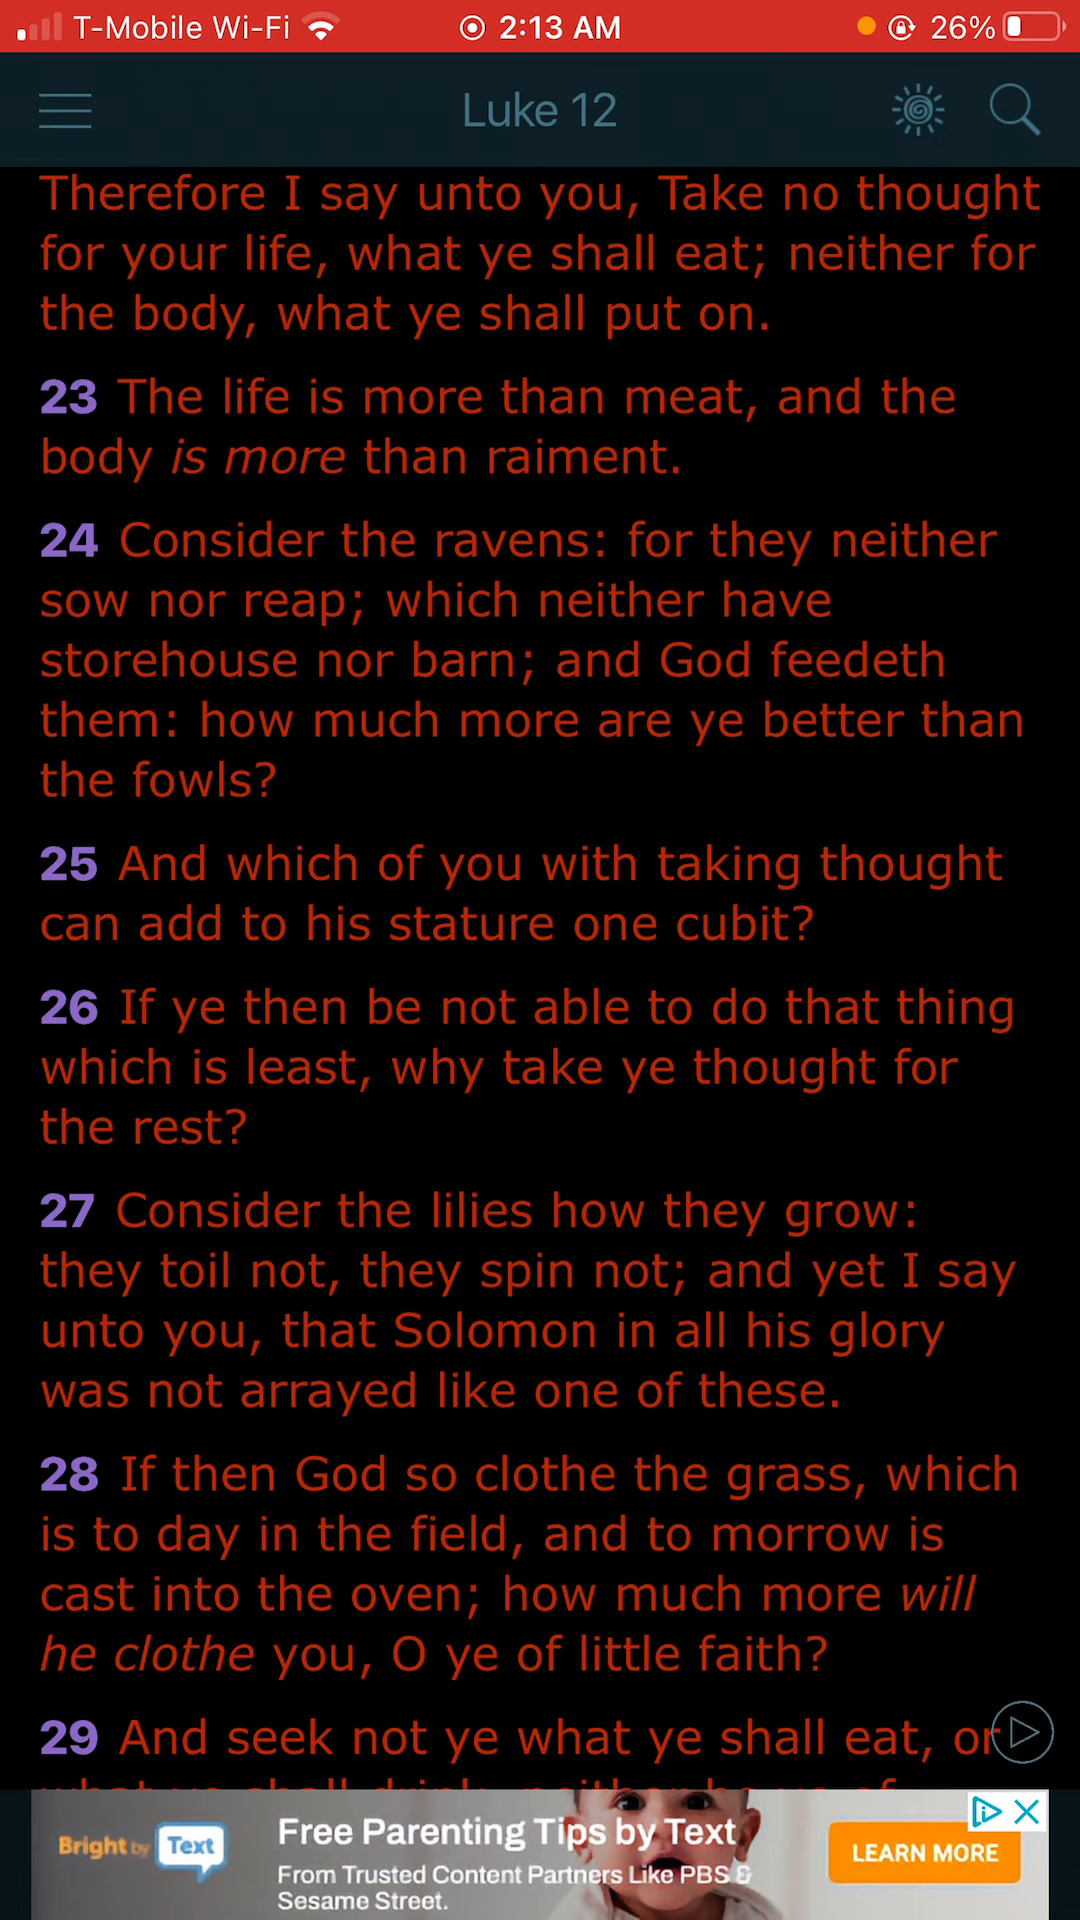 T-Mobile Wi-Fi 2:13 AM 26%
Luke 12
Therefore I say unto you, Take no thought
for your life, what ye shall eat; neither for
the body, what ye shall put on.
23 The life is more than meat, and the
body is more than raiment.
24 Consider the ravens: for they neither
sow nor reap; which neither have
storehouse nor barn; and God feedeth
them: how much more are ye better than
the fowls?
25 And which of you with taking thought
can add to his stature one cubit?
26 If ye then be not able to do that thing
which is least, why take ye thought for
the rest?
27 Consider the lilies how they grow:
they toil not, they spin not; and yet I say
unto you, that Solomon in all his glory
was not arrayed like one of these.
28 If then God so clothe the grass, which
is to day in the field, and to morrow is
cast into the oven; how much more will
he clothe you, O ye of little faith?
29 And seek not ye what ye shall eat, or
what ye shall drink, neither be ye of
Bright by Text
Free Parenting Tips by Text
From Trusted Content Partners Like PBS &
Sesame Street.
LEARN MORE